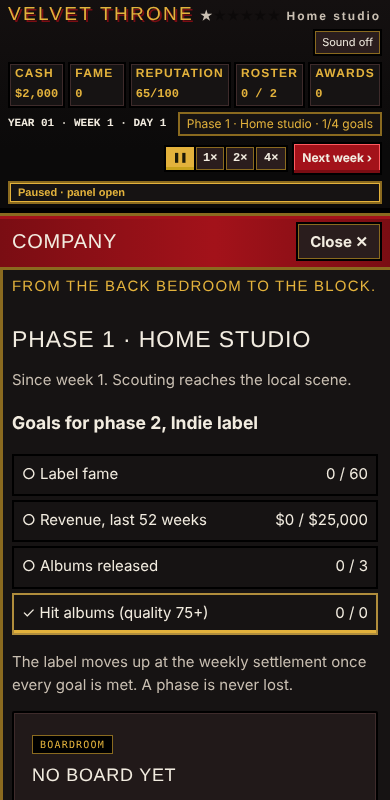 VELVET THRONE ★★★★★★ Home studio
Sound off
CASH FAME REPUTATION ROSTER AWARDS
$2,000 0 65/100 0 / 2 0
YEAR 01 · WEEK 1 · DAY 1 Phase 1 · Home studio · 1/4 goals
1× 2× 4× Next week ›
Paused · panel open
COMPANY Close ✕
FROM THE BACK BEDROOM TO THE BLOCK.
PHASE 1 · HOME STUDIO
Since week 1. Scouting reaches the local scene.
Goals for phase 2, Indie label
○ Label fame 0 / 60
○ Revenue, last 52 weeks $0 / $25,000
○ Albums released 0 / 3
✓ Hit albums (quality 75+) 0 / 0
The label moves up at the weekly settlement once
every goal is met. A phase is never lost.
BOARDROOM
NO BOARD YET